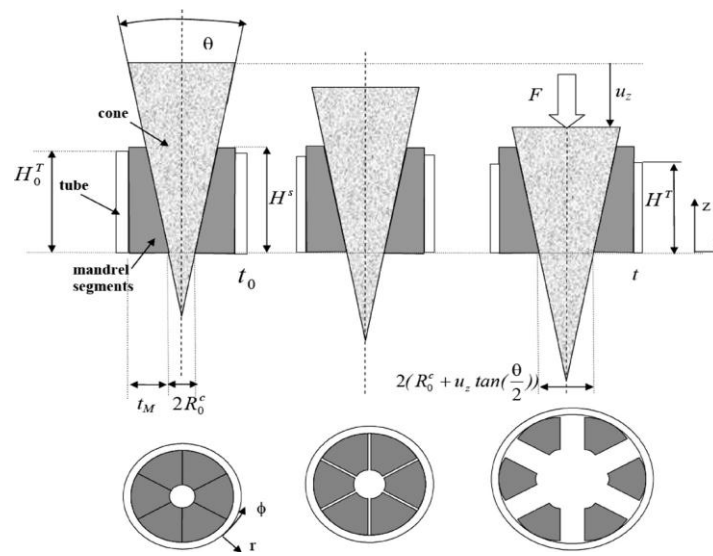 θ
cone
F
u_z
H_0^T
tube
H^s
H^T
z
mandrel
segments
t_0
t
t_M
2R_0^c
2(R_0^c + u_z tan(θ/2))
ϕ
r